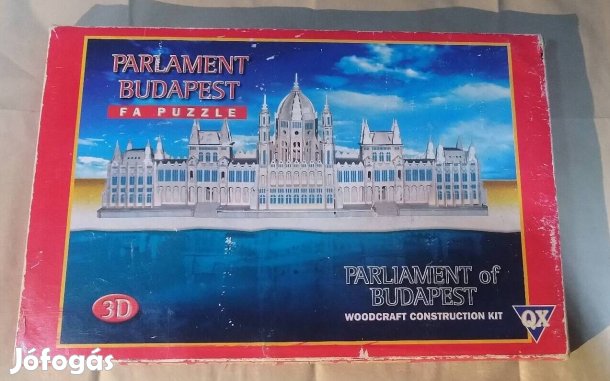 PARLAMENT
BUDAPEST
FA PUZZLE
PARLIAMENT of
BUDAPEST
WOODCRAFT CONSTRUCTION KIT
3D
QX
Jófogás